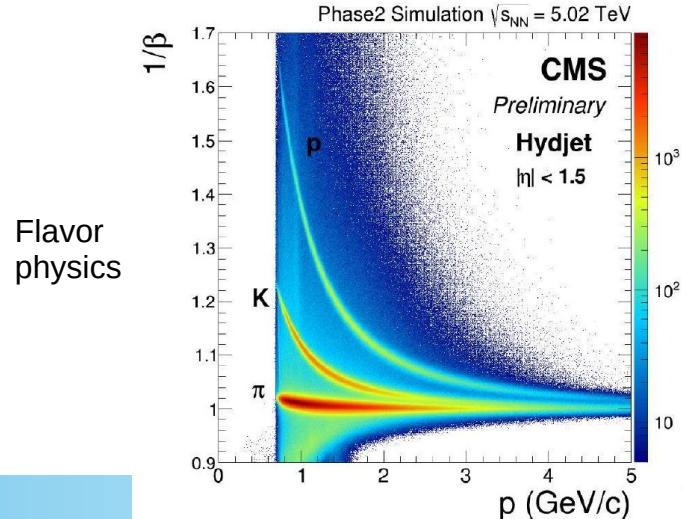 Phase2 Simulation √s_NN = 5.02 TeV
1/β
1.7
1.6
1.5
1.4
1.3
1.2
1.1
1
0.9
CMS
Preliminary
Hydjet
|η| < 1.5
p
K
π
10³
10²
10
Flavor
physics
0 1 2 3 4 5
p (GeV/c)